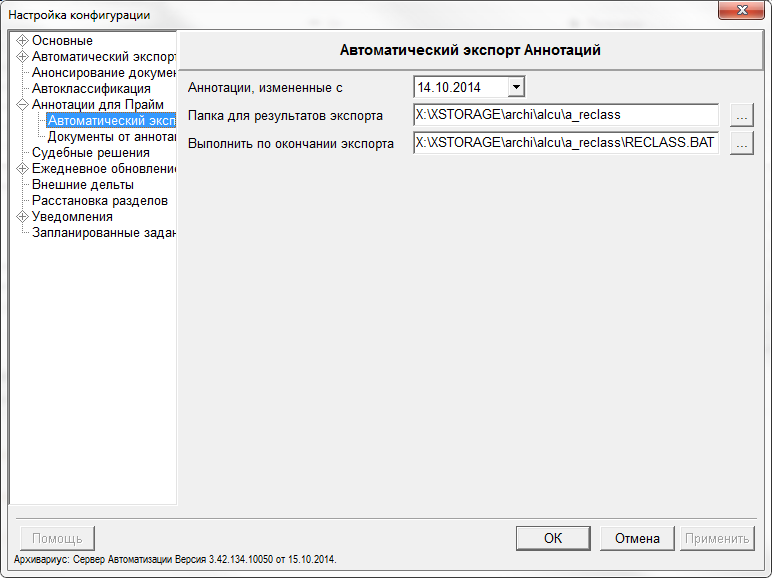 Настройка конфигурации
Основные
Автоматический экспорт
Анонсирование докумен
Автоклассификация
Аннотации для Прайм
Автоматический эксп
Документы от аннота
Судебные решения
Ежедневное обновление
Внешние дельты
Расстановка разделов
Уведомления
Запланированные задан
Автоматический экспорт Аннотаций
Аннотации, измененные с 14.10.2014
Папка для результатов экспорта X:\XSTORAGE\archi\alcu\a_reclass ...
Выполнить по окончании экспорта X:\XSTORAGE\archi\alcu\a_reclass\RECLASS.BAT ...
Помощь OK Отмена Применить
Архивариус: Сервер Автоматизации Версия 3.42.134.10050 от 15.10.2014.